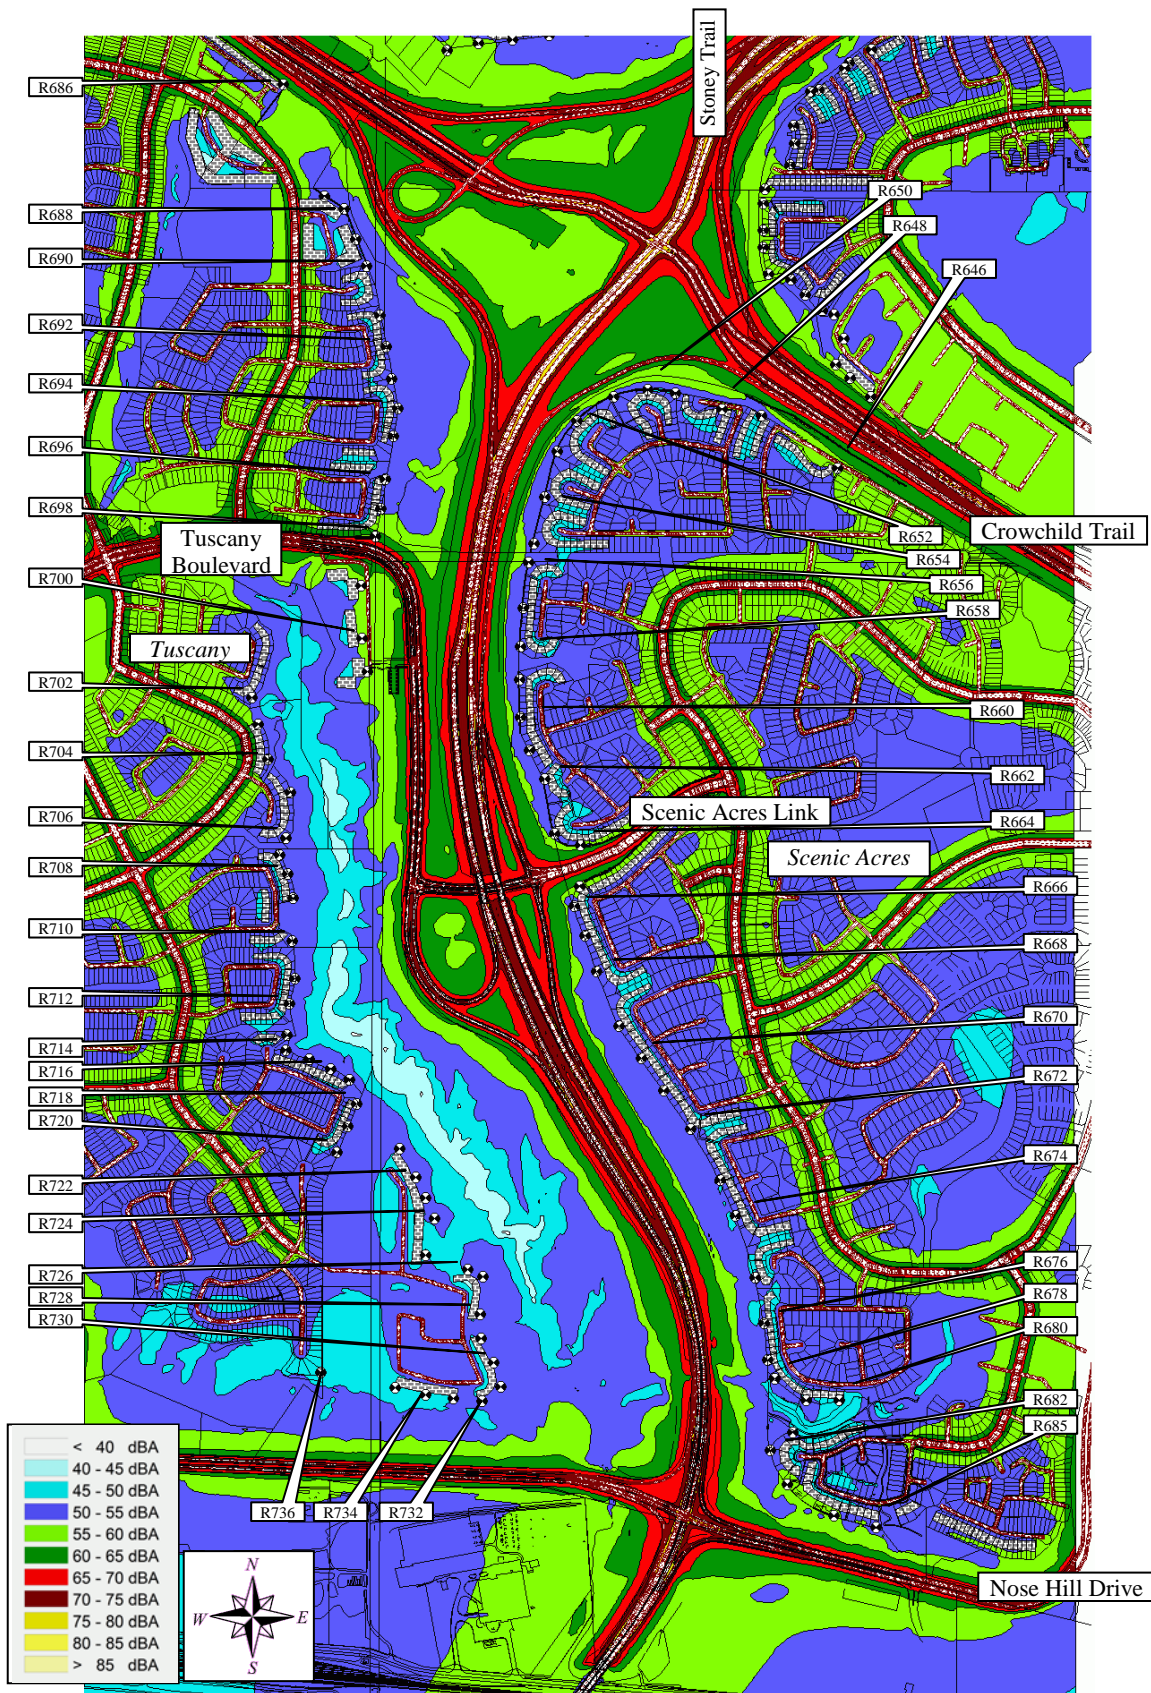 Stoney Trail
R686
R650
R688
R648
R690
R646
R692
R694
R696
R698
Tuscany
Boulevard
Crowchild Trail
R652
R654
R700
R656
R658
Tuscany
R702
R660
R704
R662
Scenic Acres Link
R706
R664
Scenic Acres
R708
R666
R710
R668
R712
R670
R714
R716
R672
R718
R720
R674
R722
R724
R676
R726
R678
R728
R680
R730
R682
R685
< 40 dBA
40 - 45 dBA
45 - 50 dBA
50 - 55 dBA
55 - 60 dBA
60 - 65 dBA
65 - 70 dBA
70 - 75 dBA
75 - 80 dBA
80 - 85 dBA
> 85 dBA
R736
R734
R732
N
W
E
S
Nose Hill Drive